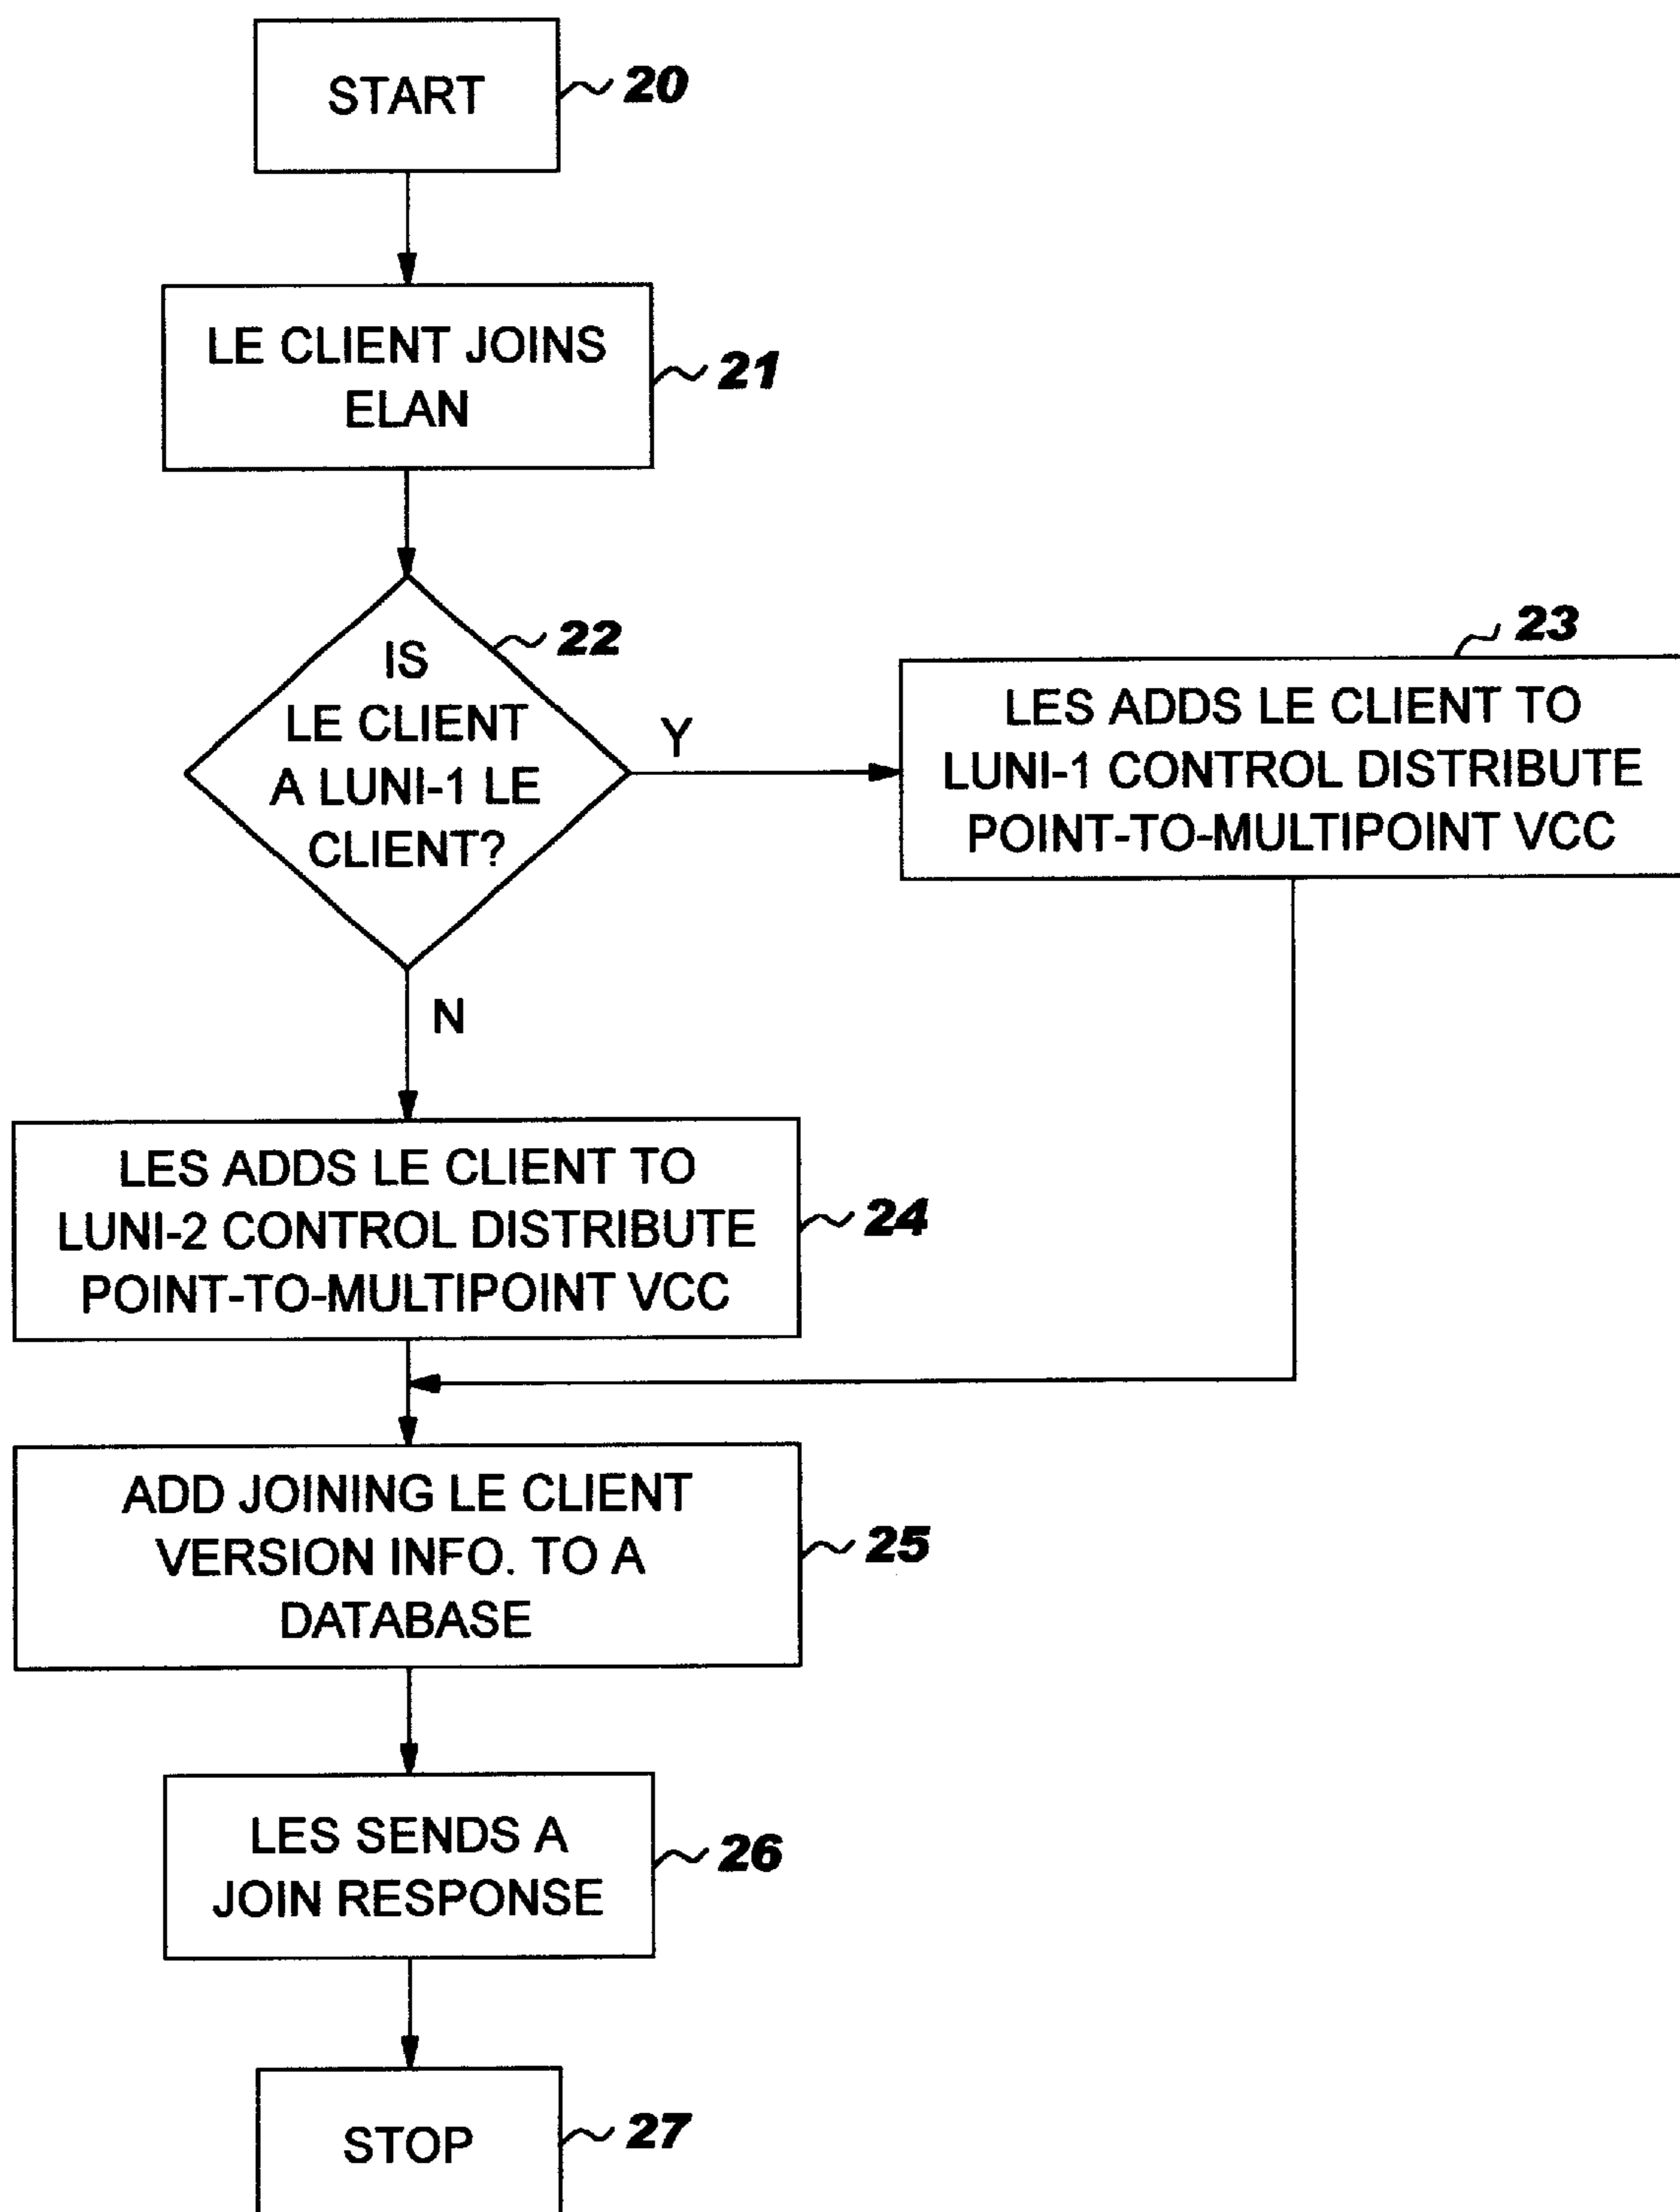 START
20
LE CLIENT JOINS
ELAN
21
IS
LE CLIENT
A LUNI-1 LE
CLIENT?
22
Y
N
23
LES ADDS LE CLIENT TO
LUNI-1 CONTROL DISTRIBUTE
POINT-TO-MULTIPOINT VCC
LES ADDS LE CLIENT TO
LUNI-2 CONTROL DISTRIBUTE
POINT-TO-MULTIPOINT VCC
24
ADD JOINING LE CLIENT
VERSION INFO. TO A
DATABASE
25
LES SENDS A
JOIN RESPONSE
26
STOP
27